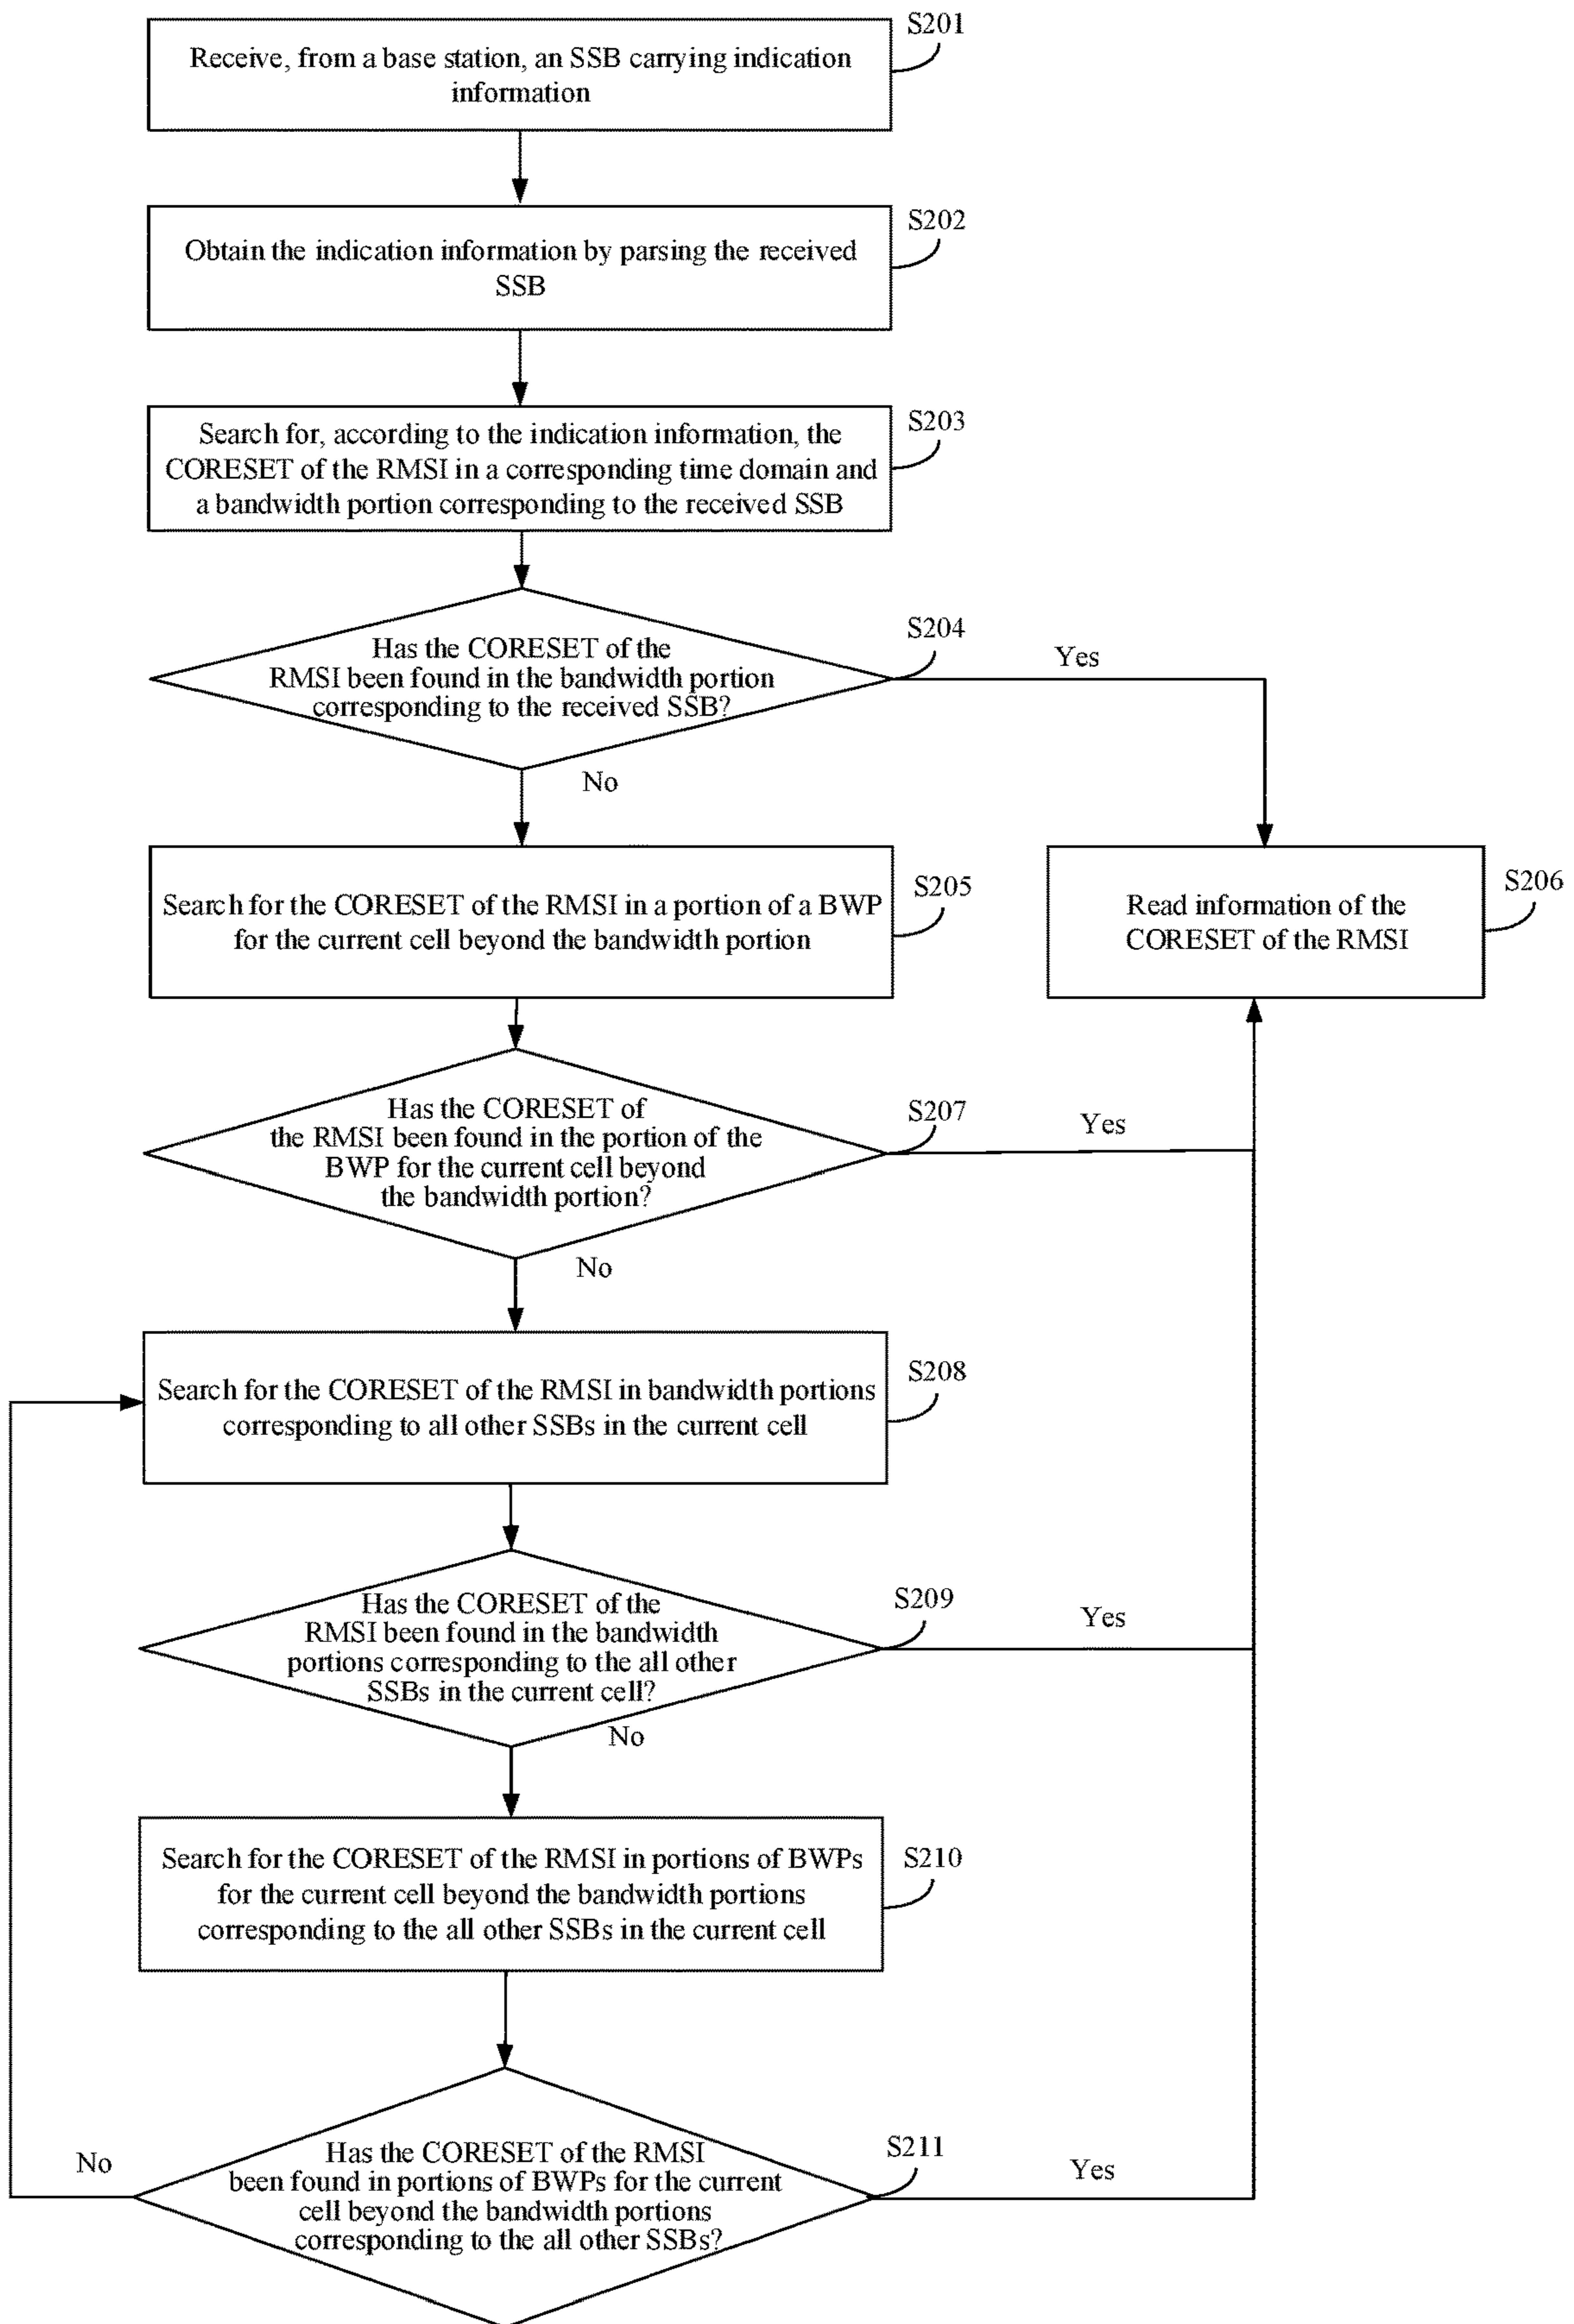 S201
Receive, from a base station, an SSB carrying indication
information
S202
Obtain the indication information by parsing the received
SSB
S203
Search for, according to the indication information, the
CORESET of the RMSI in a corresponding time domain and
a bandwidth portion corresponding to the received SSB
S204
Has the CORESET of the
RMSI been found in the bandwidth portion
corresponding to the received SSB?
Yes
No
S205
Search for the CORESET of the RMSI in a portion of a BWP
for the current cell beyond the bandwidth portion
S206
Read information of the
CORESET of the RMSI
S207
Has the CORESET of
the RMSI been found in the portion of the
BWP for the current cell beyond
the bandwidth portion?
Yes
No
S208
Search for the CORESET of the RMSI in bandwidth portions
corresponding to all other SSBs in the current cell
S209
Has the CORESET of the
RMSI been found in the bandwidth
portions corresponding to the all other
SSBs in the current cell?
Yes
No
S210
Search for the CORESET of the RMSI in portions of BWPs
for the current cell beyond the bandwidth portions
corresponding to the all other SSBs in the current cell
S211
Has the CORESET of the RMSI
been found in portions of BWPs for the current
cell beyond the bandwidth portions
corresponding to the all other SSBs?
No
Yes